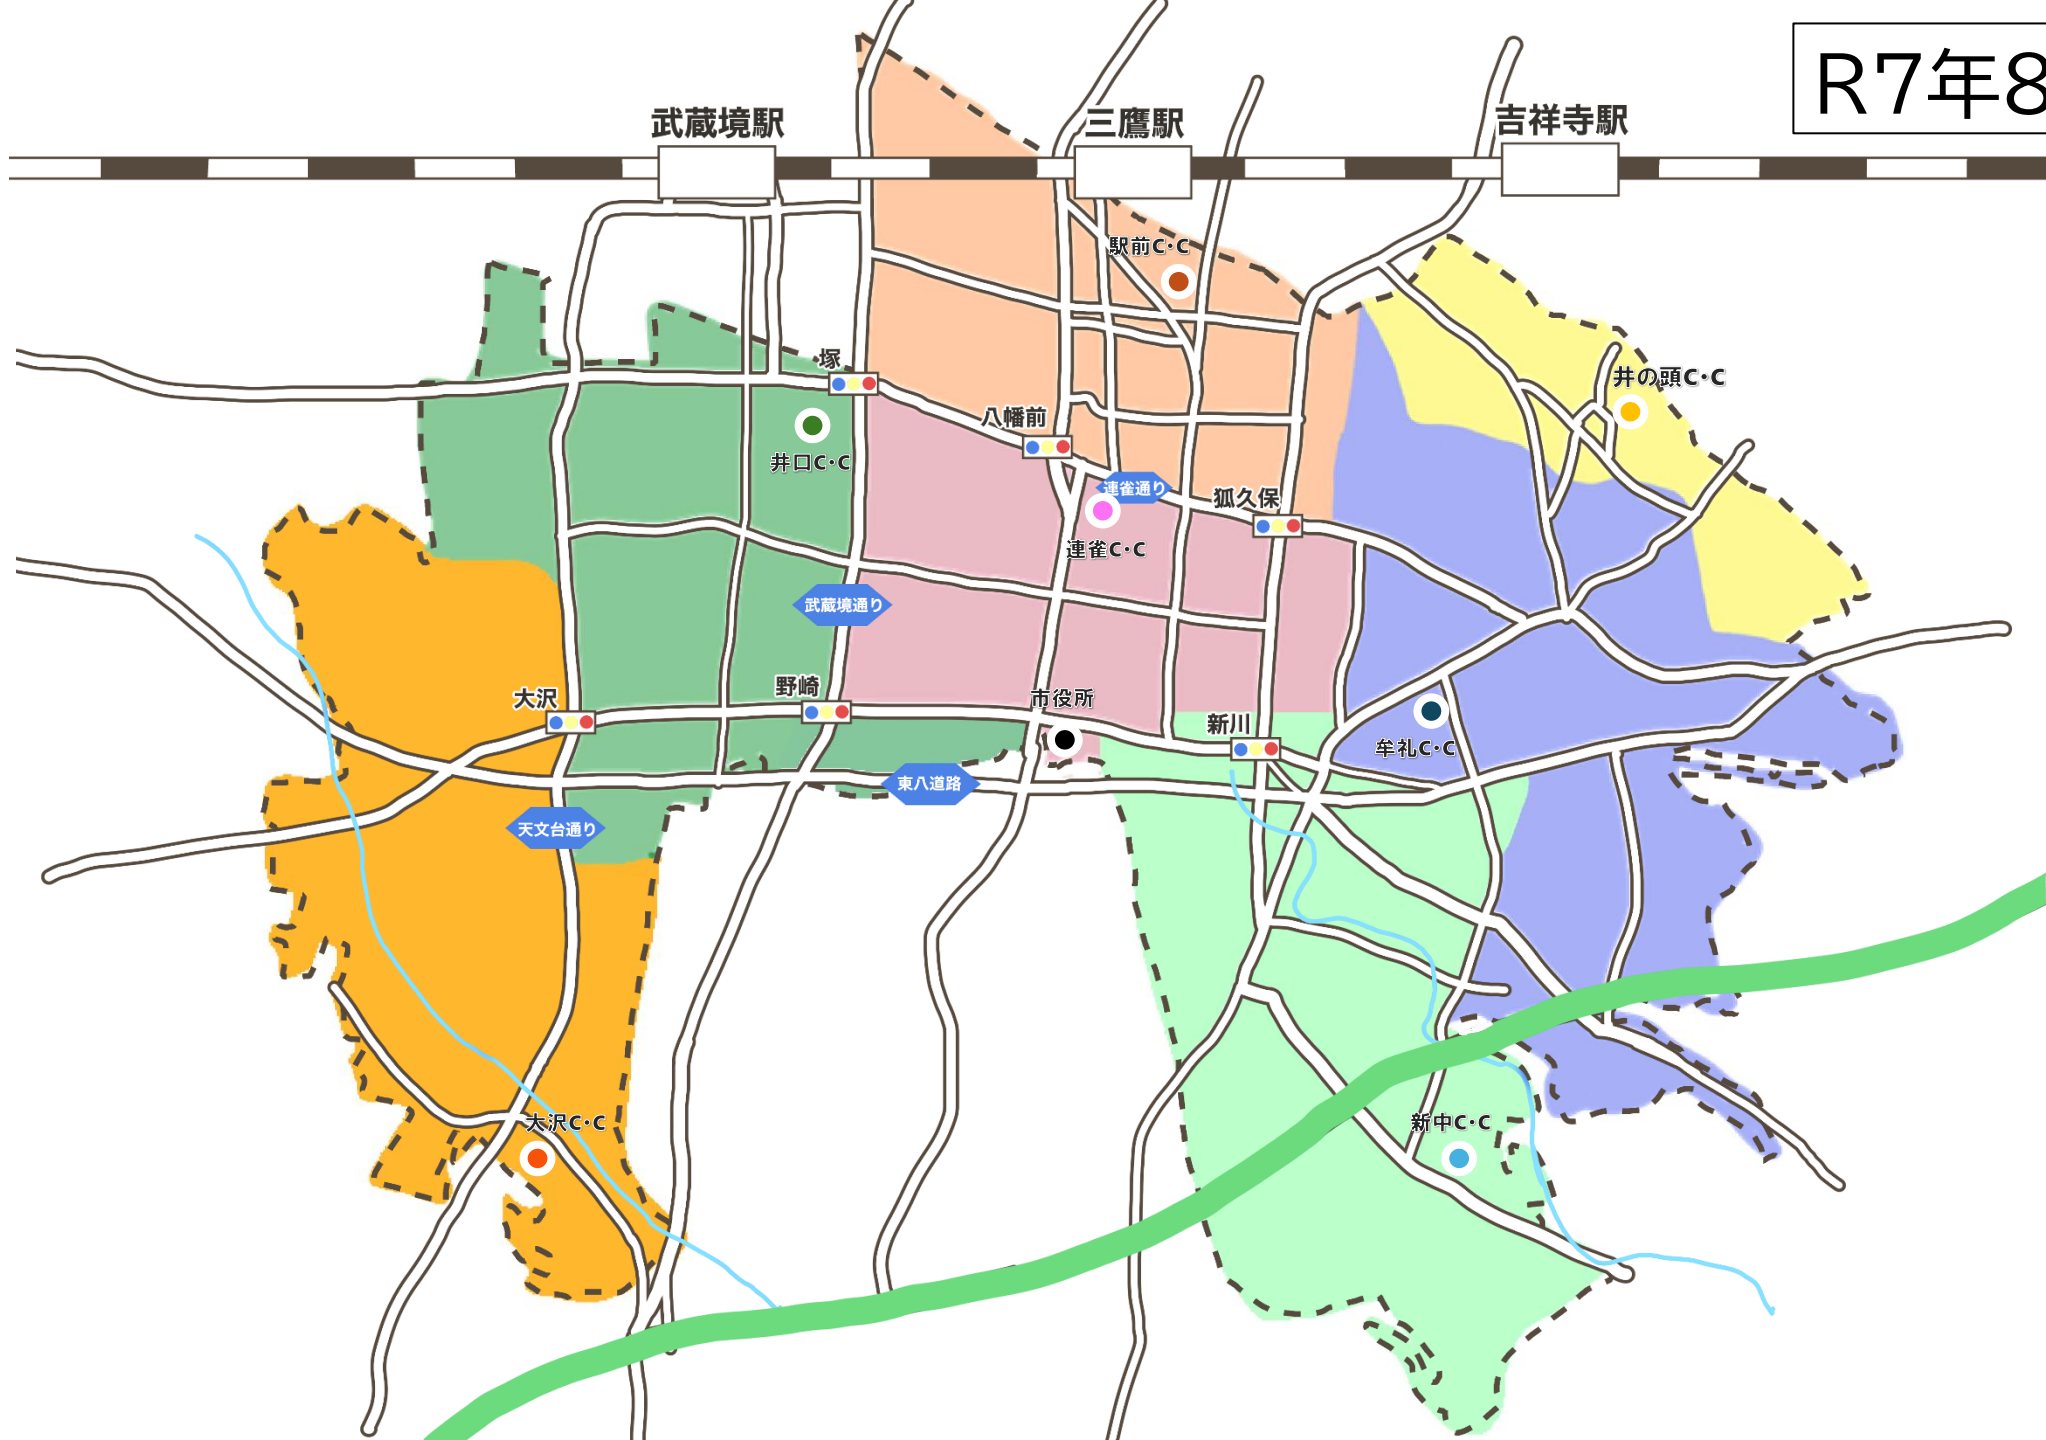 R7年8
武蔵境駅
三鷹駅
吉祥寺駅
駅前C・C
塚
井の頭C・C
八幡前
井口C・C
連雀通り
狐久保
連雀C・C
武蔵境通り
大沢
野崎
市役所
新川
牟礼C・C
東八道路
天文台通り
大沢C・C
新中C・C